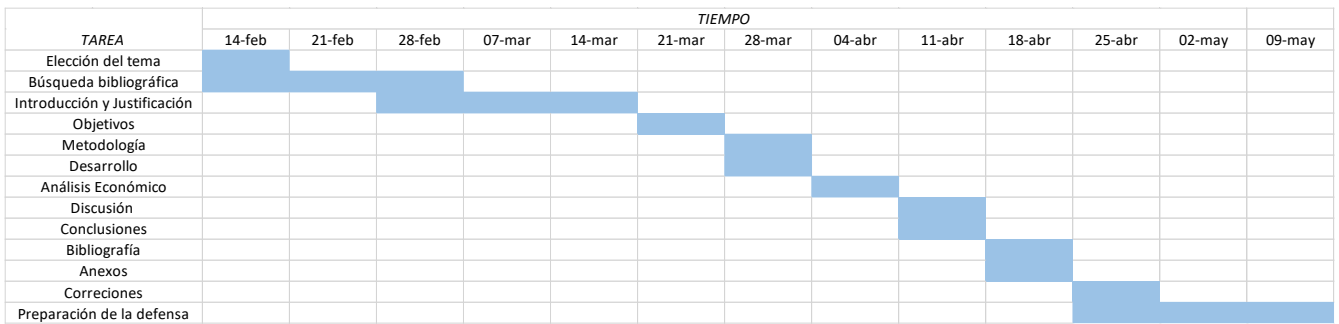 TIEMPO
TAREA 14-feb 21-feb 28-feb 07-mar 14-mar 21-mar 28-mar 04-abr 11-abr 18-abr 25-abr 02-may 09-may
Elección del tema
Búsqueda bibliográfica
Introducción y Justificación
Objetivos
Metodología
Desarrollo
Análisis Económico
Discusión
Conclusiones
Bibliografía
Anexos
Correciones
Preparación de la defensa